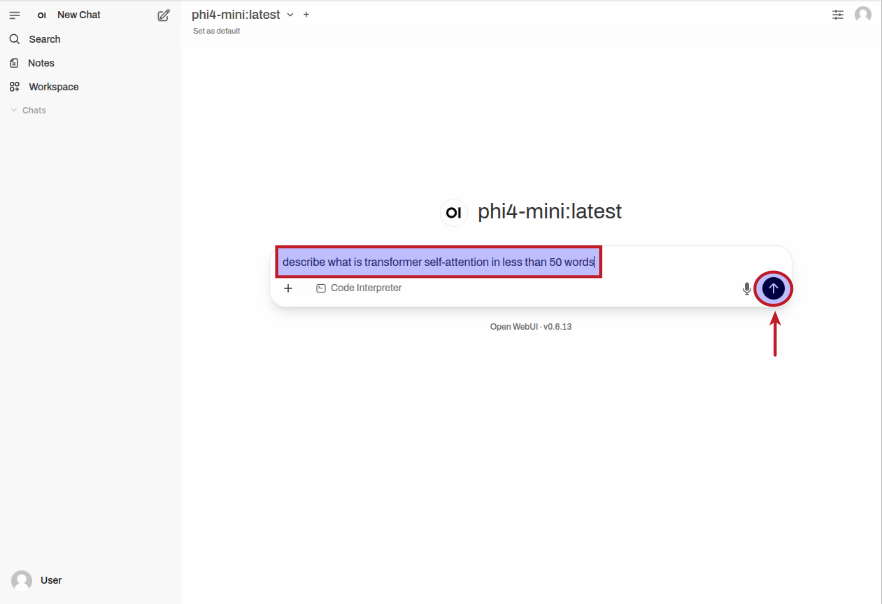 OI New Chat
Search
Notes
Workspace
Chats
User
phi4-mini:latest
Set as default
OI phi4-mini:latest
describe what is transformer self-attention in less than 50 words
Code Interpreter
Open WebUI · v0.6.13